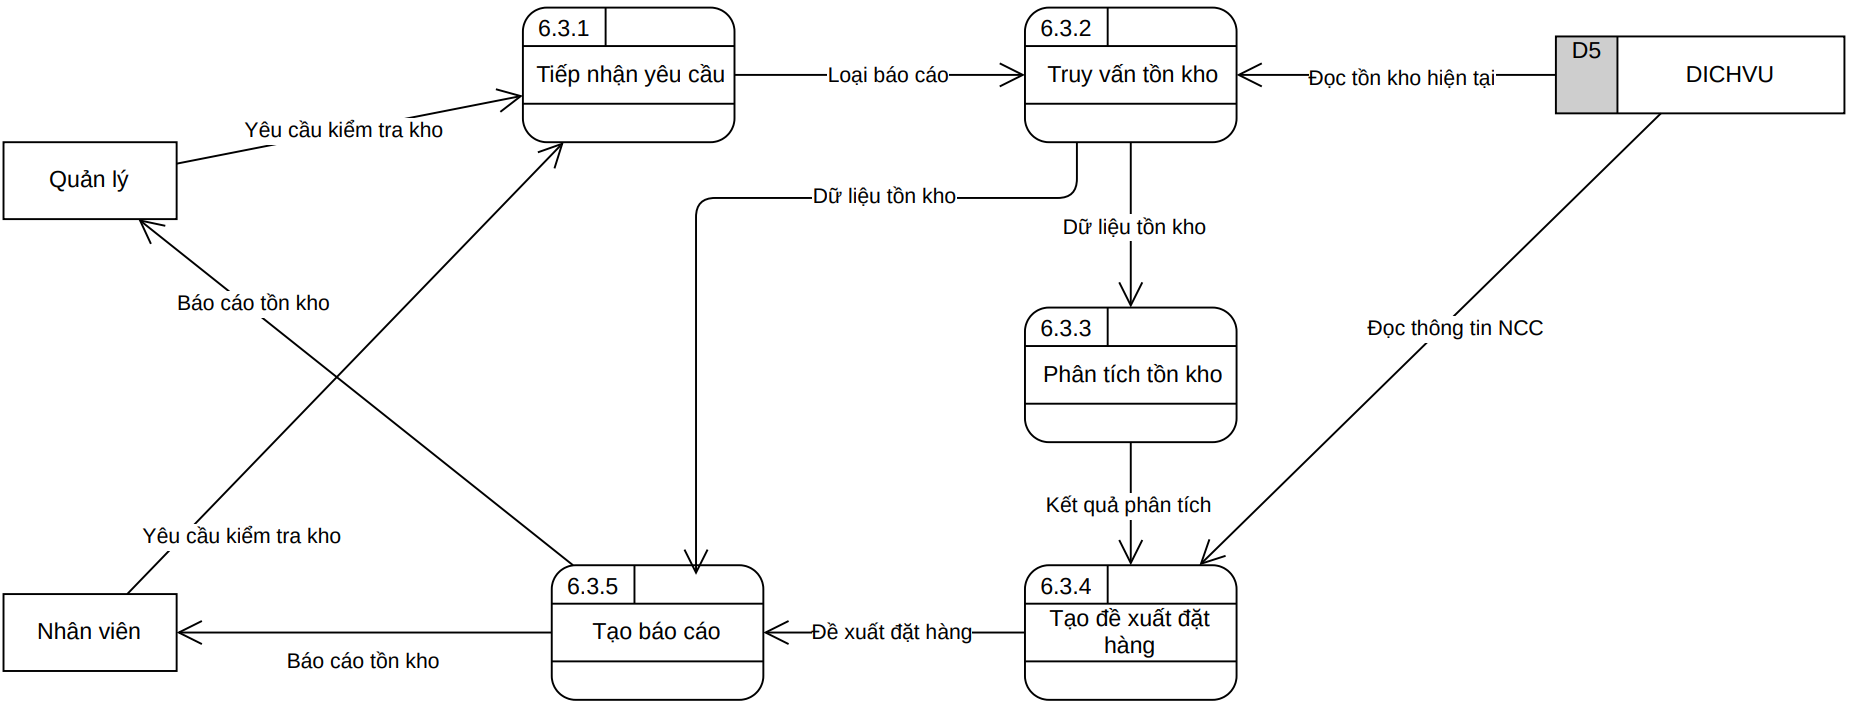 6.3.1
Tiếp nhận yêu cầu
Loại báo cáo
6.3.2
Truy vấn tồn kho
Đọc tồn kho hiện tại
D5
DICHVU
Yêu cầu kiểm tra kho
Quản lý
Dữ liệu tồn kho
Dữ liệu tồn kho
Báo cáo tồn kho
6.3.3
Phân tích tồn kho
Đọc thông tin NCC
Kết quả phân tích
Yêu cầu kiểm tra kho
Nhân viên
Báo cáo tồn kho
6.3.5
Tạo báo cáo
Đề xuất đặt hàng
6.3.4
Tạo đề xuất đặt
hàng